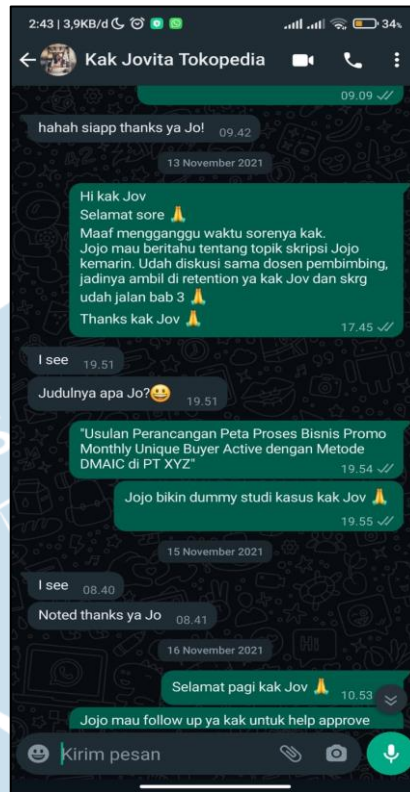 2:43 | 3,9KB/d
34%
Kak Jovita Tokopedia
09.09
hahah siapp thanks ya Jo! 09.42
13 November 2021
Hi kak Jov
Selamat sore 🙏
Maaf mengganggu waktu sorenya kak.
Jojo mau beritahu tentang topik skripsi Jojo
kemarin. Udah diskusi sama dosen pembimbing,
jadinya ambil di retention ya kak Jov dan skrg
udah jalan bab 3 🙏
Thanks kak Jov 🙏
17.45
I see 19.51
Judulnya apa Jo?😃 19.51
"Usulan Perancangan Peta Proses Bisnis Promo
Monthly Unique Buyer Active dengan Metode
DMAIC di PT XYZ"
19.54
Jojo bikin dummy studi kasus kak Jov 🙏
19.55
15 November 2021
I see 08.40
Noted thanks ya Jo 08.41
16 November 2021
Selamat pagi kak Jov 🙏 10.53
Jojo mau follow up ya kak untuk help approve
Kirim pesan